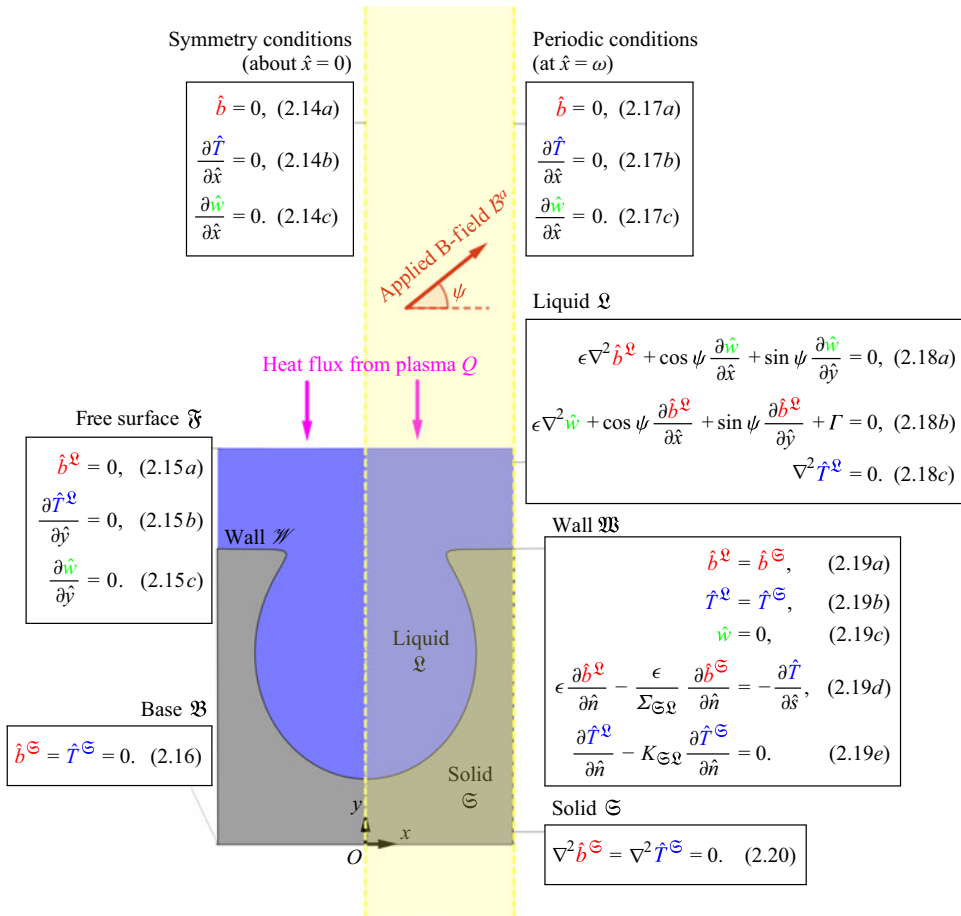 Symmetry conditions
(about x̂ = 0)
b̂ = 0, (2.14a)
∂T̂/∂x̂ = 0, (2.14b)
∂ŵ/∂x̂ = 0. (2.14c)
Periodic conditions
(at x̂ = ω)
b̂ = 0, (2.17a)
∂T̂/∂x̂ = 0, (2.17b)
∂ŵ/∂x̂ = 0. (2.17c)
Applied B-field 𝓑ᵃ
ψ
Heat flux from plasma Q
Liquid 𝔏
ϵ∇²b̂^𝔏 + cos ψ ∂ŵ/∂x̂ + sin ψ ∂ŵ/∂ŷ = 0, (2.18a)
ϵ∇²ŵ + cos ψ ∂b̂^𝔏/∂x̂ + sin ψ ∂b̂^𝔏/∂ŷ + Γ = 0, (2.18b)
∇²T̂^𝔏 = 0. (2.18c)
Free surface 𝔉
b̂^𝔏 = 0, (2.15a)
∂T̂^𝔏/∂ŷ = 0, (2.15b)
∂ŵ/∂ŷ = 0. (2.15c)
Wall 𝒲
Liquid
𝔏
Wall 𝔚
b̂^𝔏 = b̂^𝔖, (2.19a)
T̂^𝔏 = T̂^𝔖, (2.19b)
ŵ = 0, (2.19c)
ϵ ∂b̂^𝔏/∂n̂ − ϵ/Σ_𝔖𝔏 ∂b̂^𝔖/∂n̂ = −∂T̂/∂ŝ, (2.19d)
∂T̂^𝔏/∂n̂ − K_𝔖𝔏 ∂T̂^𝔖/∂n̂ = 0. (2.19e)
Base 𝔅
b̂^𝔖 = T̂^𝔖 = 0. (2.16)
Solid
𝔖
y
x
O
Solid 𝔖
∇²b̂^𝔖 = ∇²T̂^𝔖 = 0. (2.20)